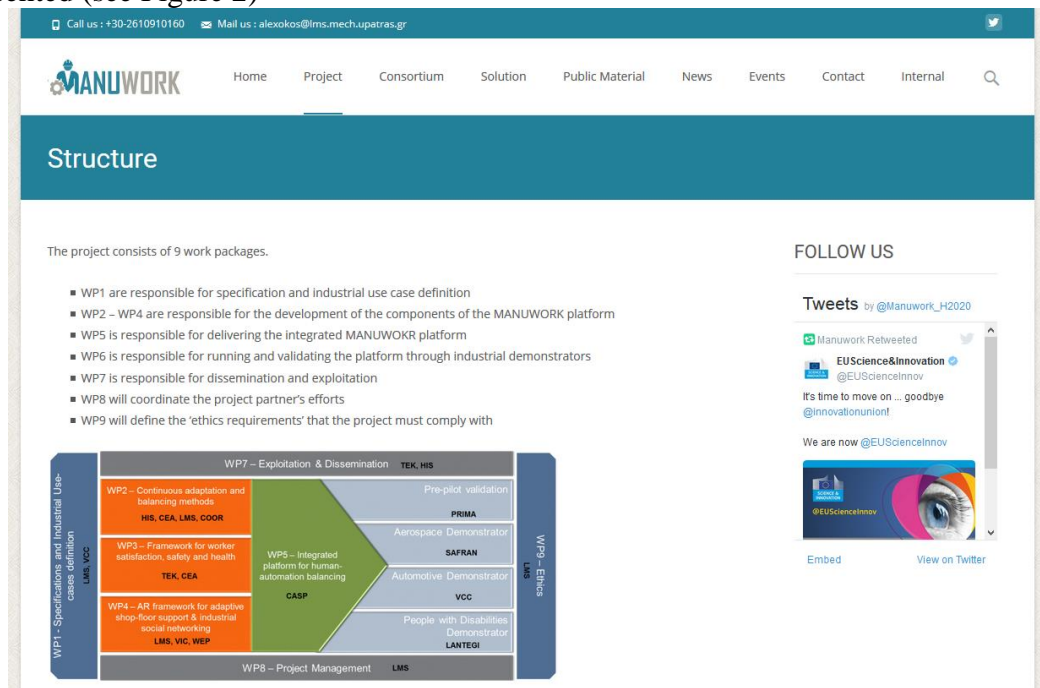 ented (see Figure 2)
Call us : +30-2610910160 Mail us : alexokos@lms.mech.upatras.gr
MANUWORK
Home Project Consortium Solution Public Material News Events Contact Internal
Structure
The project consists of 9 work packages.
WP1 are responsible for specification and industrial use case definition
WP2 – WP4 are responsible for the development of the components of the MANUWORK platform
WP5 is responsible for delivering the integrated MANUWOKR platform
WP6 is responsible for running and validating the platform through industrial demonstrators
WP7 is responsible for dissemination and exploitation
WP8 will coordinate the project partner's efforts
WP9 will define the 'ethics requirements' that the project must comply with
WP1 - Specifications and Industrial Use-
cases definition
LMS, VCC
WP7 – Exploitation & Dissemination TEK, HIS
WP2 – Continuous adaptation and
balancing methods
HIS, CEA, LMS, COOR
WP3 – Framework for worker
satisfaction, safety and health
TEK, CEA
WP4 – AR framework for adaptive
shop-floor support & industrial
social networking
LMS, VIC, WEP
WP5 – Integrated
platform for human-
automation balancing
CASP
Pre-pilot validation
PRIMA
Aerospace Demonstrator
SAFRAN
Automotive Demonstrator
VCC
People with Disabilities
Demonstrator
LANTEGI
WP9 – Ethics
LMS
WP8 – Project Management LMS
FOLLOW US
Tweets by @Manuwork_H2020
Manuwork Retweeted
EUScience&Innovation
@EUScienceInnov
It's time to move on ... goodbye
@innovationunion!
We are now @EUScienceInnov
SCIENCE &
INNOVATION
@EUScienceInnov
Embed View on Twitter